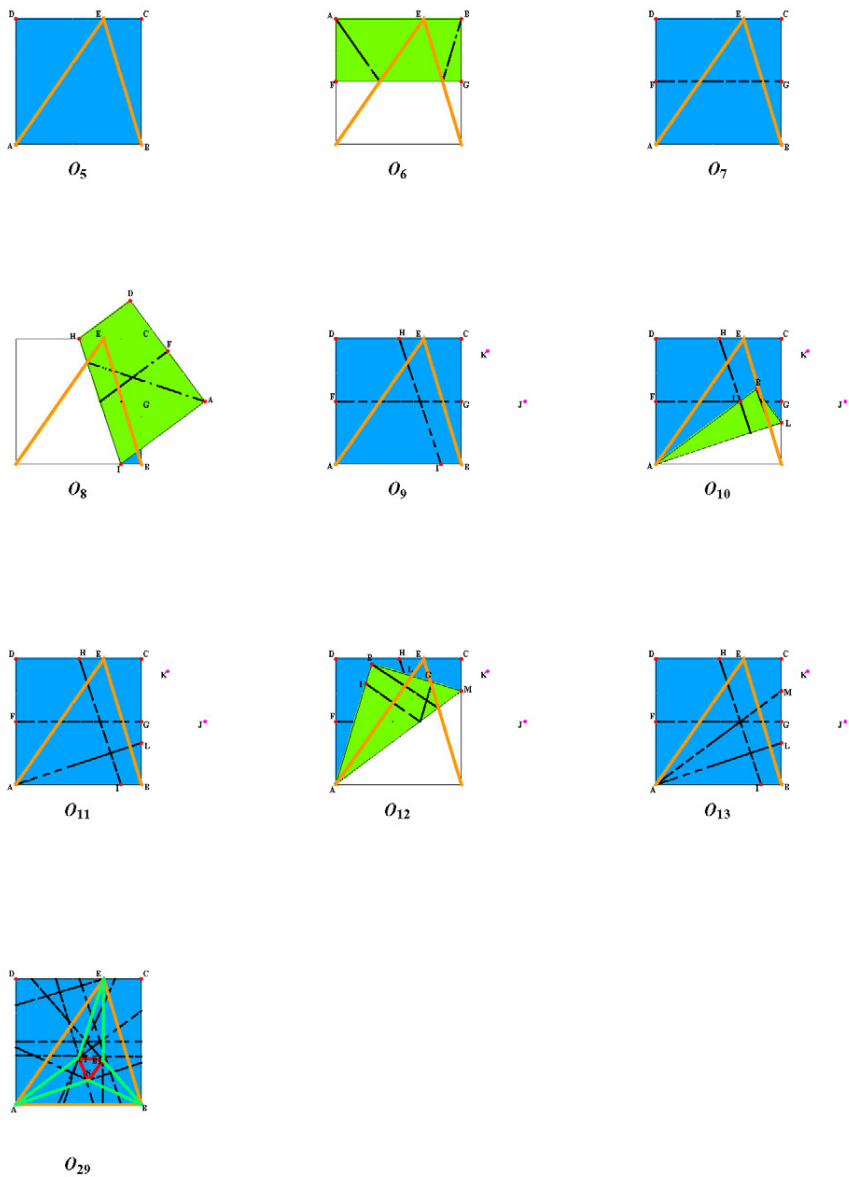 D E C
A B
O5
A E B
F G
O6
D E C
F G
A B
O7
D
H E C
F
G A
I B
O8
D H E C
K
F G J
A I B
O9
D H E C
K
B
F G J
L
A
O10
D H E C
K
F G J
L
A I B
O11
D H E C
B L K
I G
M
F J
A
O12
D H E C
K
M
F G J
L
A I B
O13
D E C
A B
O29